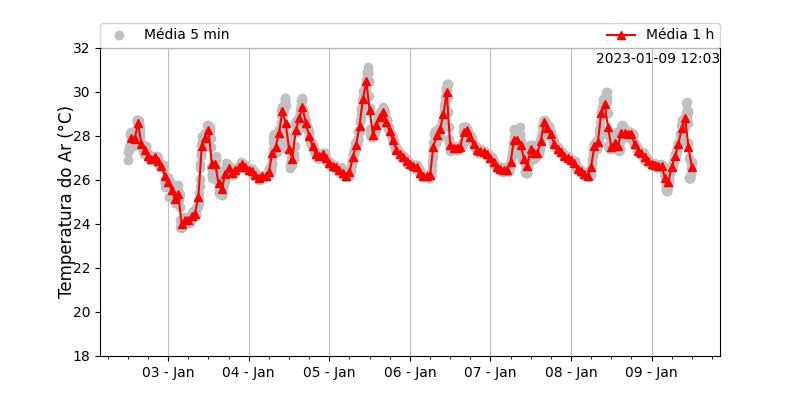 Média 5 min
Média 1 h
2023-01-09 12:03
Temperatura do Ar (°C)
32
30
28
26
24
22
20
18
03 - Jan
04 - Jan
05 - Jan
06 - Jan
07 - Jan
08 - Jan
09 - Jan